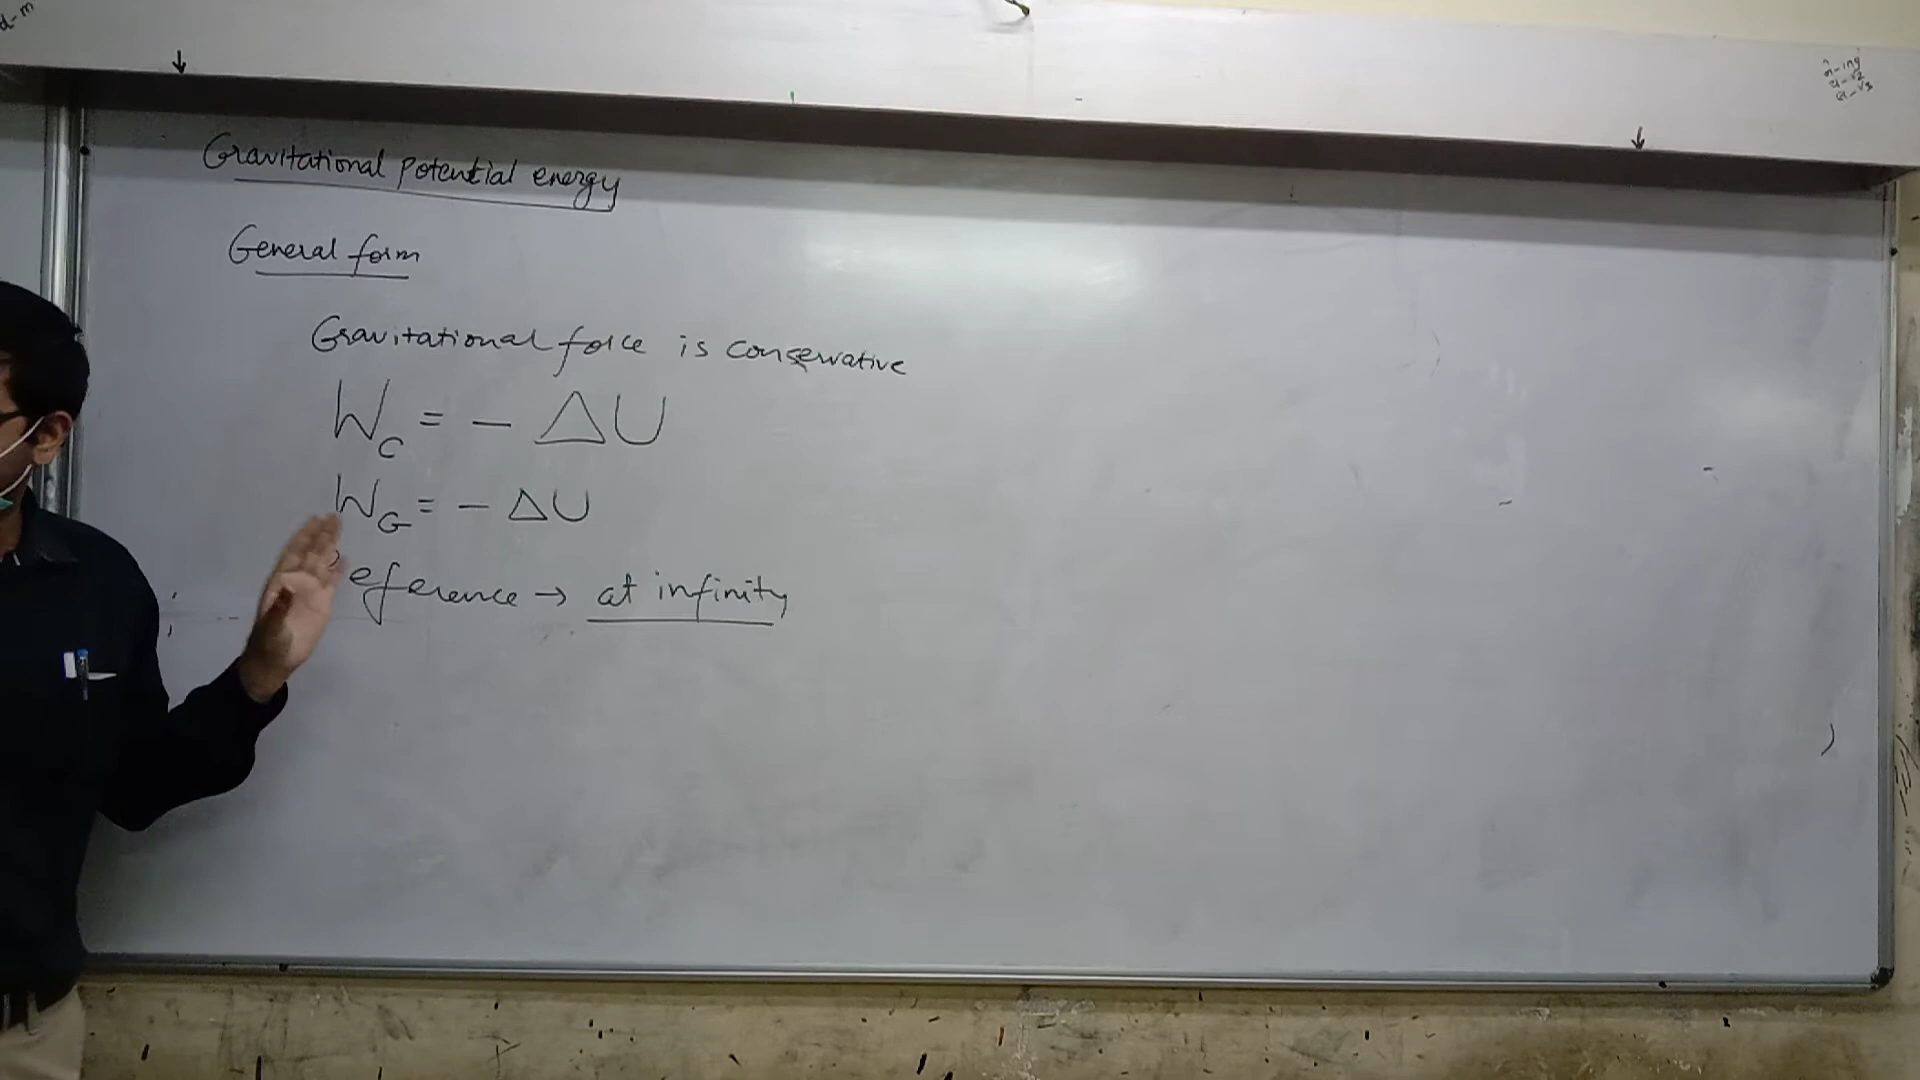 d-m
Gravitational potential energy
General form
Gravitational force is conservative
W_C = - ΔU
W_G = - ΔU
eference → at infinity